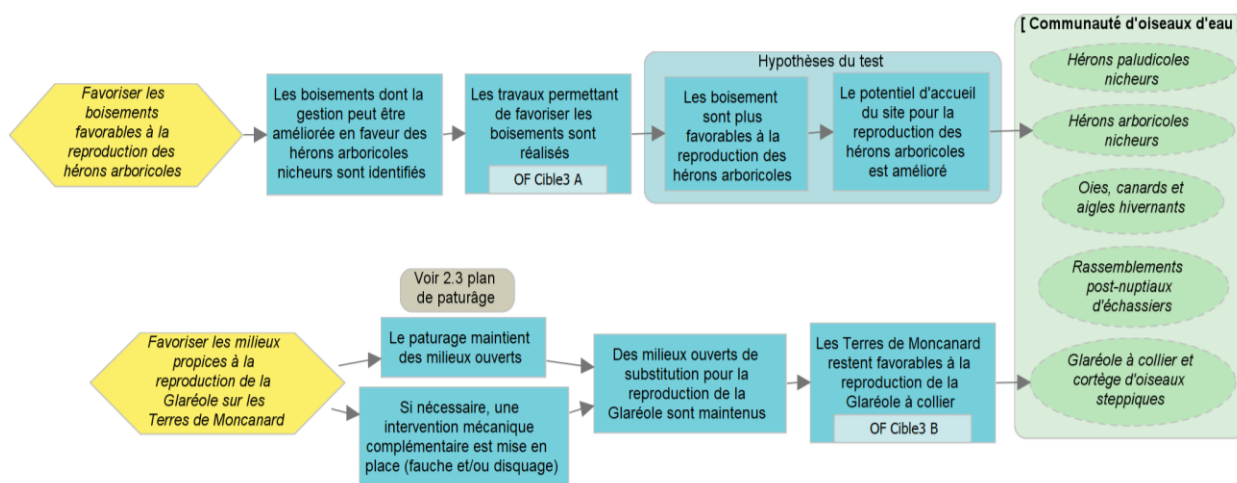 Favoriser les
boisements
favorables à la
reproduction des
hérons arboricoles
Les boisements dont la
gestion peut être
améliorée en faveur des
hérons arboricoles
nicheurs sont identifiés
Les travaux permettant
de favoriser les
boisements sont
réalisés
OF Cible3 A
Hypothèses du test
Les boisement
sont plus
favorables à la
reproduction des
hérons arboricoles
Le potentiel d'accueil
du site pour la
reproduction des
hérons arboricoles
est amélioré
[ Communauté d'oiseaux d'eau ]
Hérons paludicoles
nicheurs
Hérons arboricoles
nicheurs
Oies, canards et
aigles hivernants
Rassemblements
post-nuptiaux
d'échassiers
Glaréole à collier et
cortège d'oiseaux
steppiques
Voir 2.3 plan
de paturâge
Favoriser les milieux
propices à la
reproduction de la
Glaréole sur les
Terres de Moncanard
Le paturage maintient
des milieux ouverts
Si nécessaire, une
intervention mécanique
complémentaire est mise en
place (fauche et/ou disquage)
Des milieux ouverts de
substitution pour la
reproduction de la
Glaréole sont maintenus
Les Terres de Moncanard
restent favorables à la
reproduction de la
Glaréole à collier
OF Cible3 B